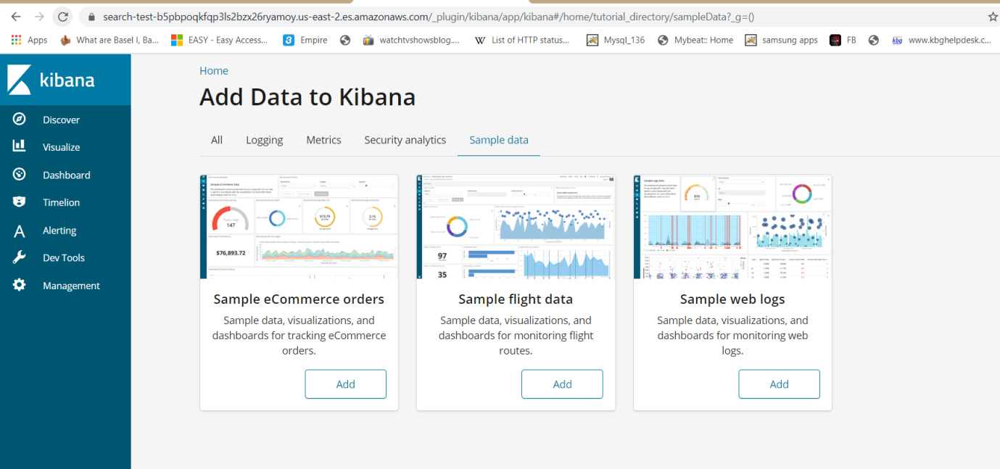 search-test-b5pbpoqkfqp3ls2bzx26ryamoy.us-east-2.es.amazonaws.com/_plugin/kibana/app/kibana#/home/tutorial_directory/sampleData?_g=()
Apps What are Basel I, Ba... EASY - Easy Access... Empire watchtvshowsblog.... List of HTTP status... Mysql_136 Mybeat:: Home samsung apps FB kbg www.kbghelpdesk.c...
kibana
Discover
Visualize
Dashboard
Timelion
Alerting
Dev Tools
Management
Home
Add Data to Kibana
All Logging Metrics Security analytics Sample data
147
$73.79
2.16
$76,893.72
Sample eCommerce orders
Sample data, visualizations, and
dashboards for tracking eCommerce
orders.
Add
97
35
Sample flight data
Sample data, visualizations, and
dashboards for monitoring flight
routes.
Add
Sample web logs
Sample data, visualizations, and
dashboards for monitoring web
logs.
Add